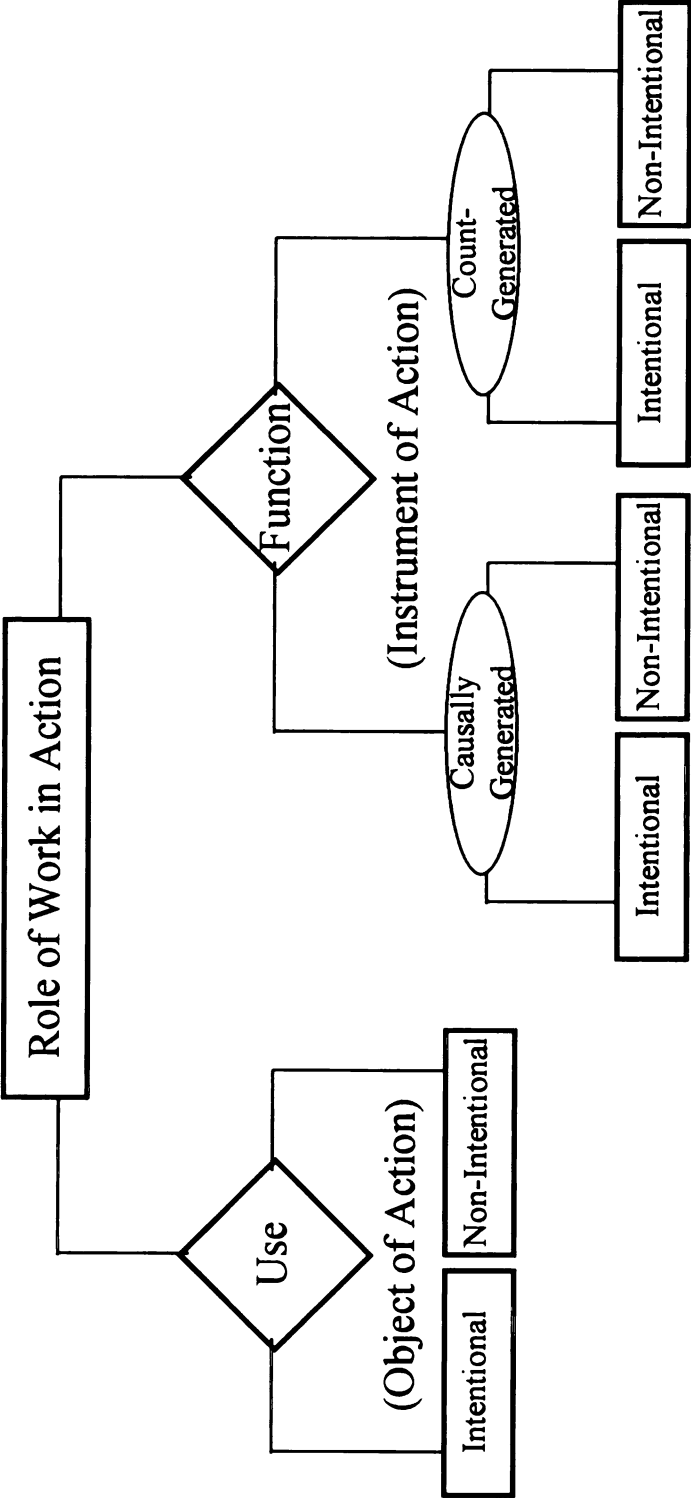 Role of Work in Action
Use
Function
(Object of Action)
(Instrument of Action)
Intentional
Non-Intentional
Causally
Generated
Count-
Generated
Intentional
Non-Intentional
Intentional
Non-Intentional